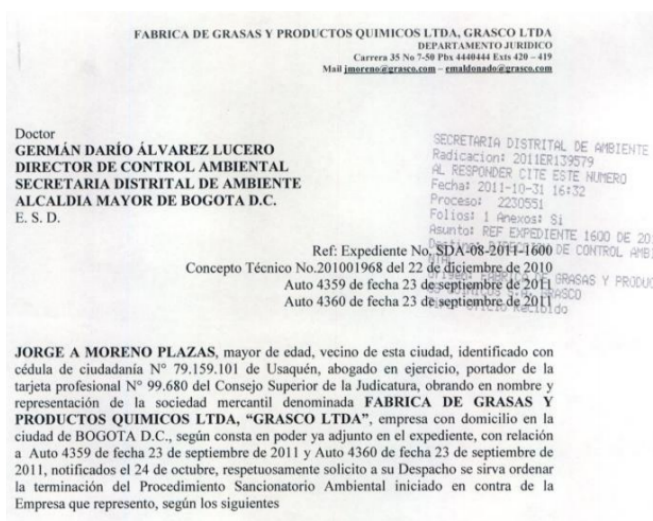 FABRICA DE GRASAS Y PRODUCTOS QUIMICOS LTDA, GRASCO LTDA
DEPARTAMENTO JURIDICO
Carrera 35 No 7-50 Pbx 4440444 Exts 420 – 419
Mail jmoreno@grasco.com – emaldonado@grasco.com
Doctor
GERMÁN DARÍO ÁLVAREZ LUCERO
DIRECTOR DE CONTROL AMBIENTAL
SECRETARIA DISTRITAL DE AMBIENTE
ALCALDIA MAYOR DE BOGOTA D.C.
E. S. D.
SECRETARIA DISTRITAL DE AMBIENTE
Radicacion: 2011ER139579
AL RESPONDER CITE ESTE NUMERO
Fecha: 2011-10-31 16:32
Proceso: 2230551
Folios: 1 Anexos: Si
Asunto: REF EXPEDIENTE 1600 DE 20
DE CONTROL AMBI
GRASAS Y PRODUC
GRASCO
Recibido
Ref: Expediente No. SDA-08-2011-1600
Concepto Técnico No.201001968 del 22 de diciembre de 2010
Auto 4359 de fecha 23 de septiembre de 2011
Auto 4360 de fecha 23 de septiembre de 2011
JORGE A MORENO PLAZAS, mayor de edad, vecino de esta ciudad, identificado con
cédula de ciudadanía N° 79.159.101 de Usaquén, abogado en ejercicio, portador de la
tarjeta profesional N° 99.680 del Consejo Superior de la Judicatura, obrando en nombre y
representación de la sociedad mercantil denominada FABRICA DE GRASAS Y
PRODUCTOS QUIMICOS LTDA, “GRASCO LTDA”, empresa con domicilio en la
ciudad de BOGOTA D.C., según consta en poder ya adjunto en el expediente, con relación
a Auto 4359 de fecha 23 de septiembre de 2011 y Auto 4360 de fecha 23 de septiembre de
2011, notificados el 24 de octubre, respetuosamente solicito a su Despacho se sirva ordenar
la terminación del Procedimiento Sancionatorio Ambiental iniciado en contra de la
Empresa que represento, según los siguientes